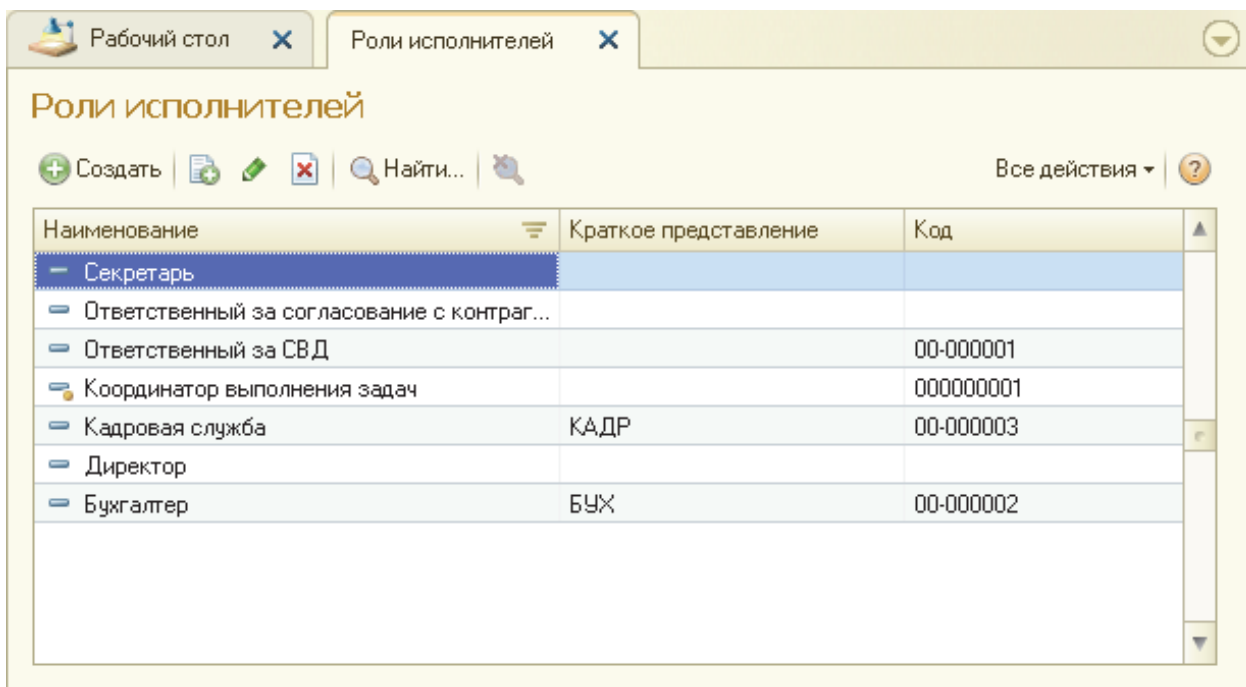 Рабочий стол Роли исполнителей
Роли исполнителей
Создать Найти... Все действия ?
Наименование Краткое представление Код
Секретарь
Ответственный за согласование с контраг...
Ответственный за СВД 00-000001
Координатор выполнения задач 000000001
Кадровая служба КАДР 00-000003
Директор
Бухгалтер БУХ 00-000002